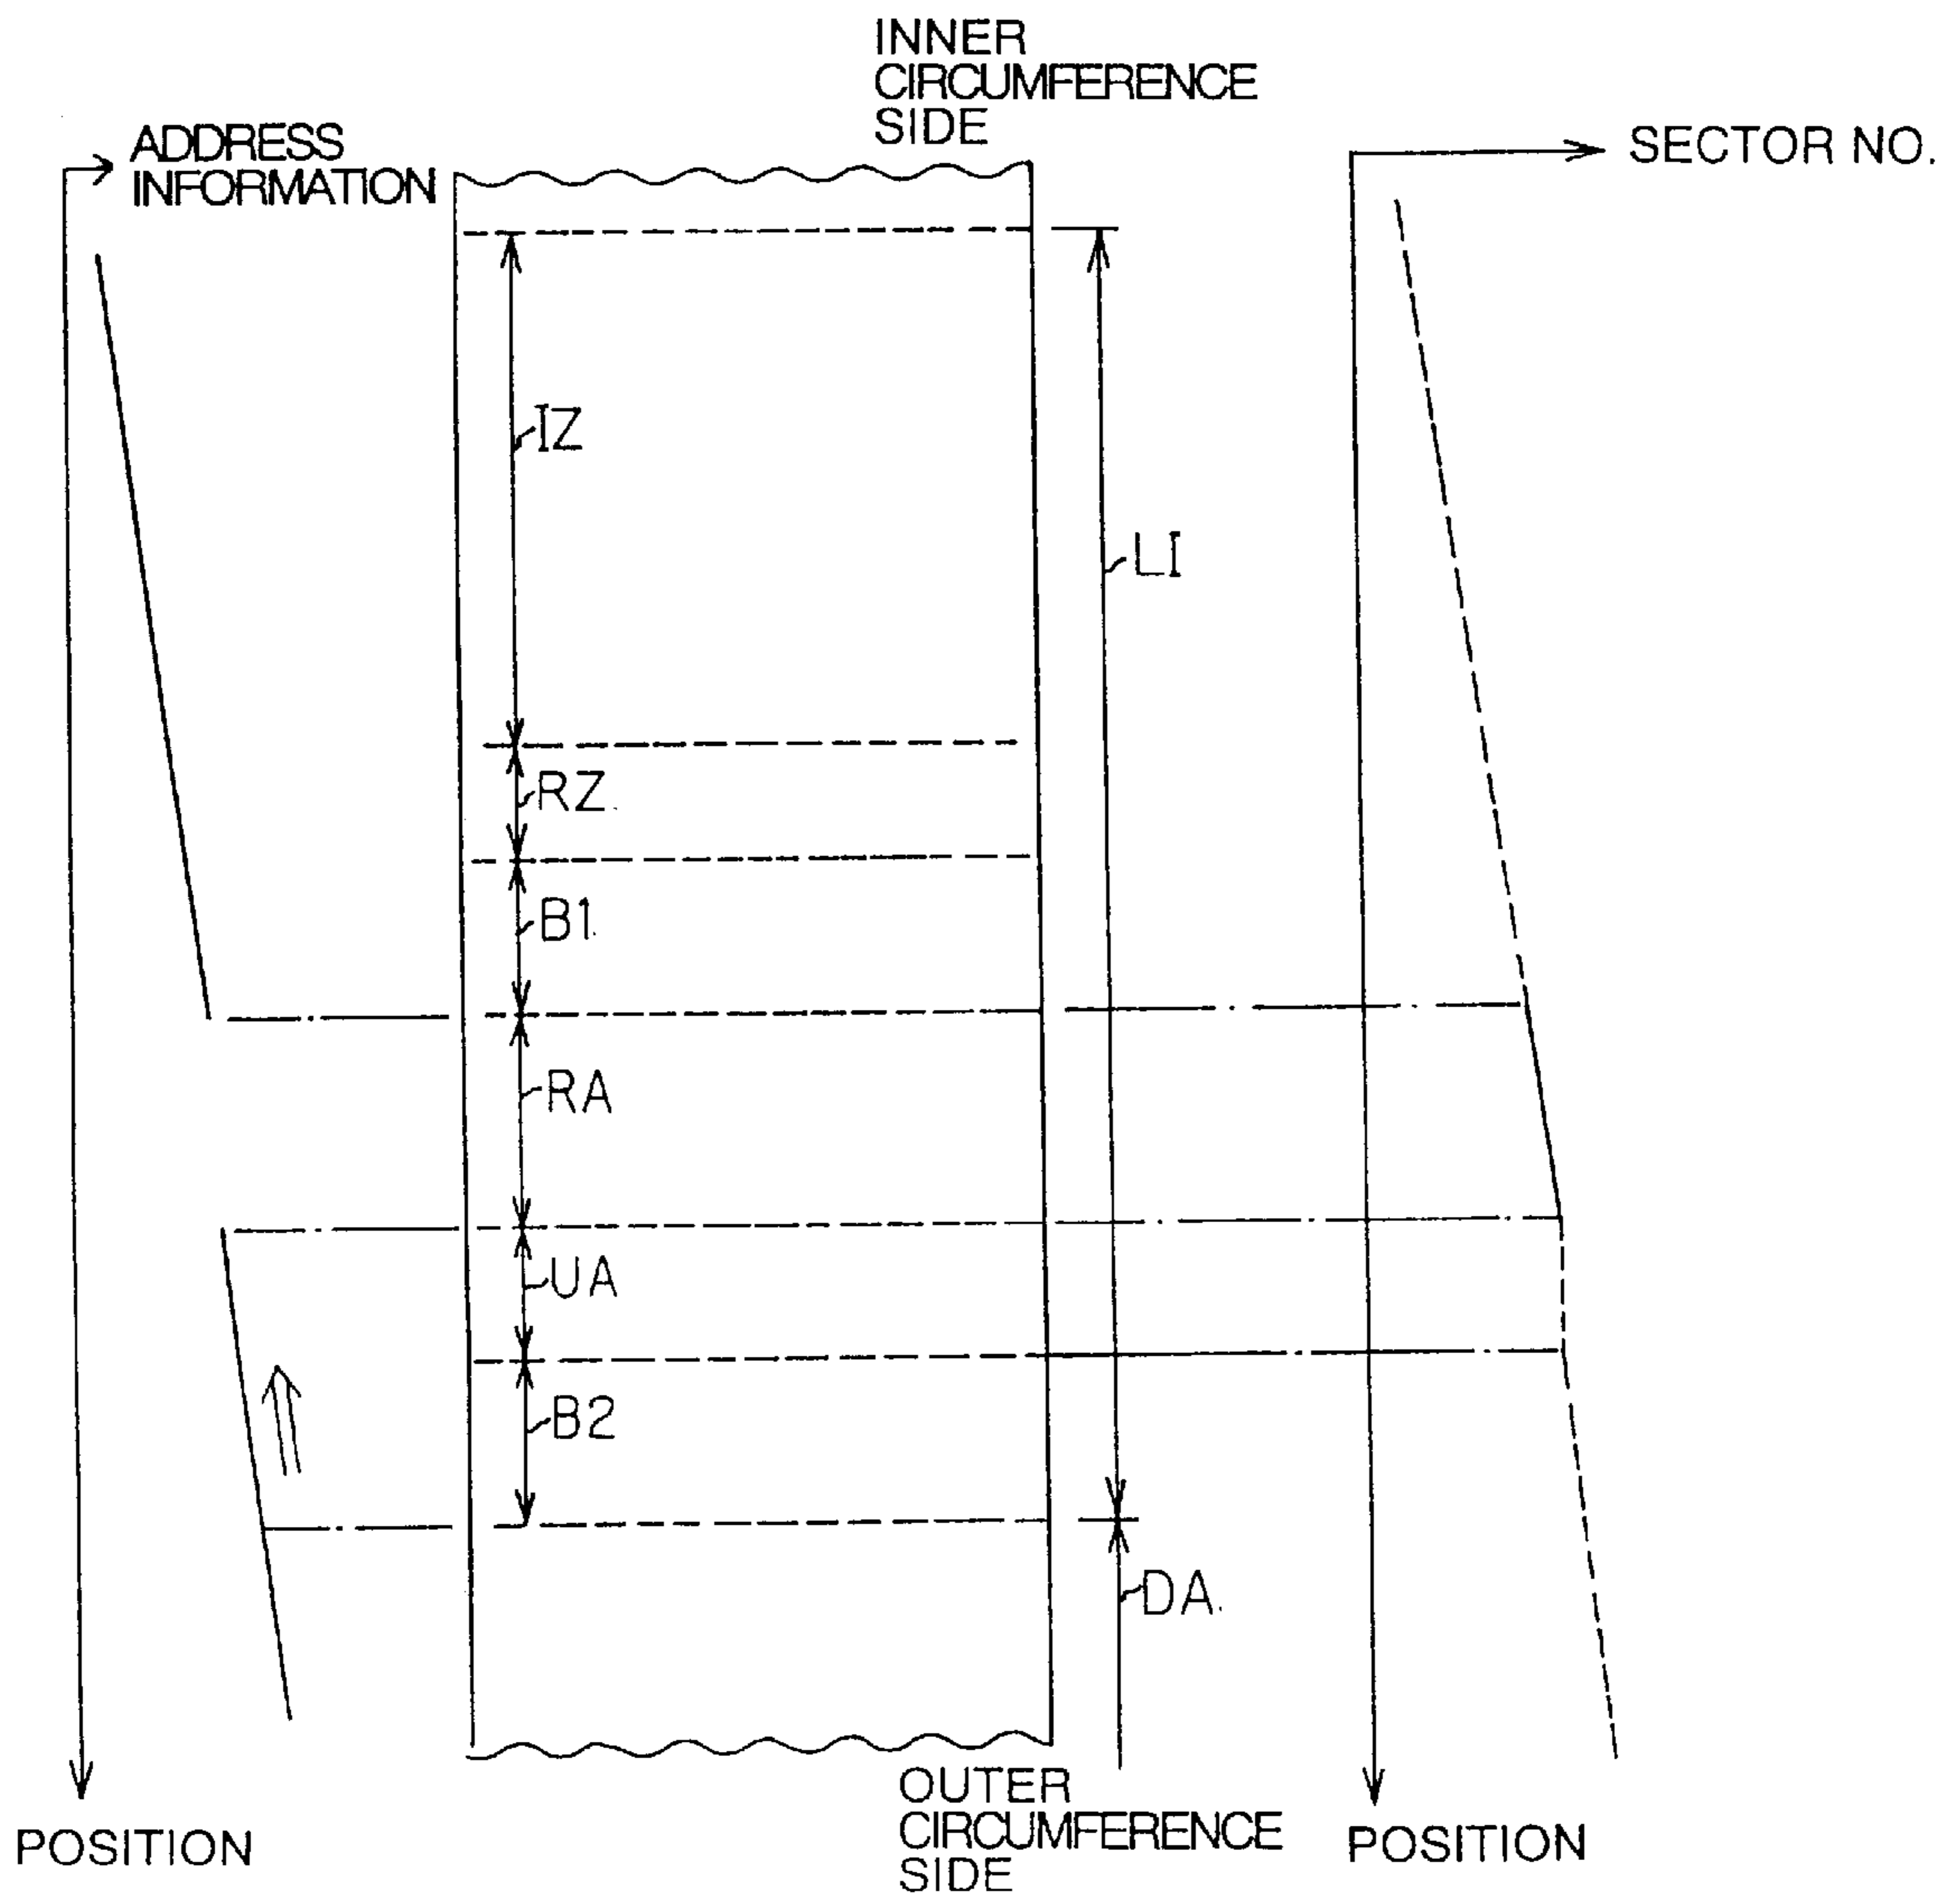 INNER
CIRCUMFERENCE
SIDE
ADDRESS
INFORMATION
SECTOR NO.
IZ
LI
RZ
B1
RA
UA
B2
DA
OUTER
CIRCUMFERENCE
SIDE
POSITION
POSITION